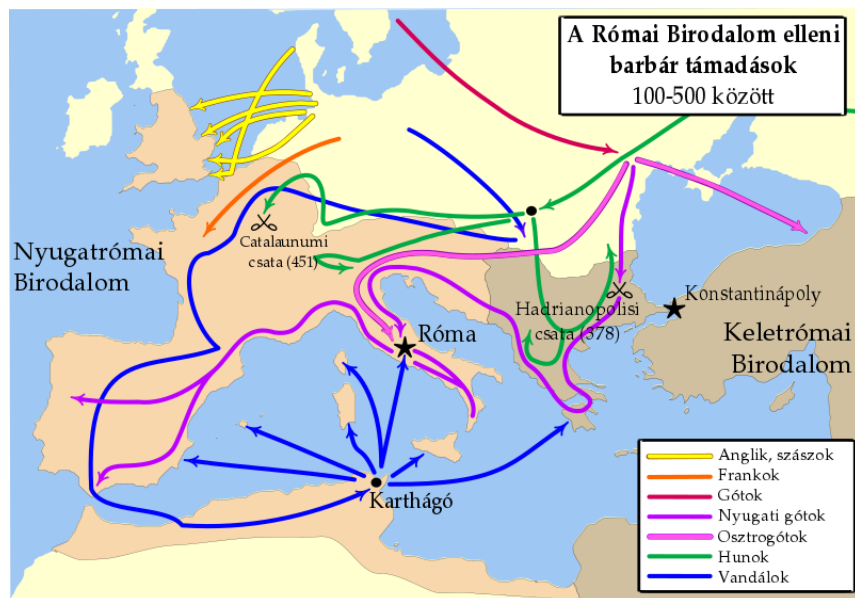 A Római Birodalom elleni
barbár támadások
100-500 között
Nyugatrómai
Birodalom
Catalaunumi
csata (451)
Róma
Hadrianopolisi
csata (378)
Konstantinápoly
Keletrómai
Birodalom
Karthágó
Anglik, szászok
Frankok
Gótok
Nyugati gótok
Osztrogótok
Hunok
Vandálok